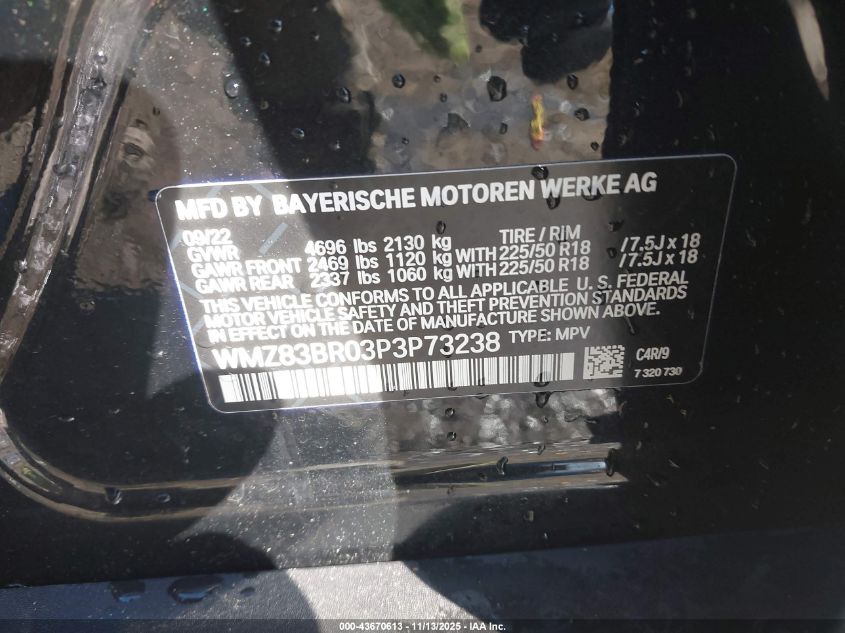 MFD BY BAYERISCHE MOTOREN WERKE AG
09/22 TIRE / RIM
GVWR 4696 lbs 2130 kg
GAWR FRONT 2469 lbs 1120 kg WITH 225/50 R18 /7.5J x 18
GAWR REAR 2337 lbs 1060 kg WITH 225/50 R18 /7.5J x 18
THIS VEHICLE CONFORMS TO ALL APPLICABLE U. S. FEDERAL
MOTOR VEHICLE SAFETY AND THEFT PREVENTION STANDARDS
IN EFFECT ON THE DATE OF MANUFACTURE SHOWN ABOVE.
WMZ83BR03P3P73238 TYPE: MPV
C4R/9
7 320 730
000-43670613 - 11/13/2025 - IAA Inc.